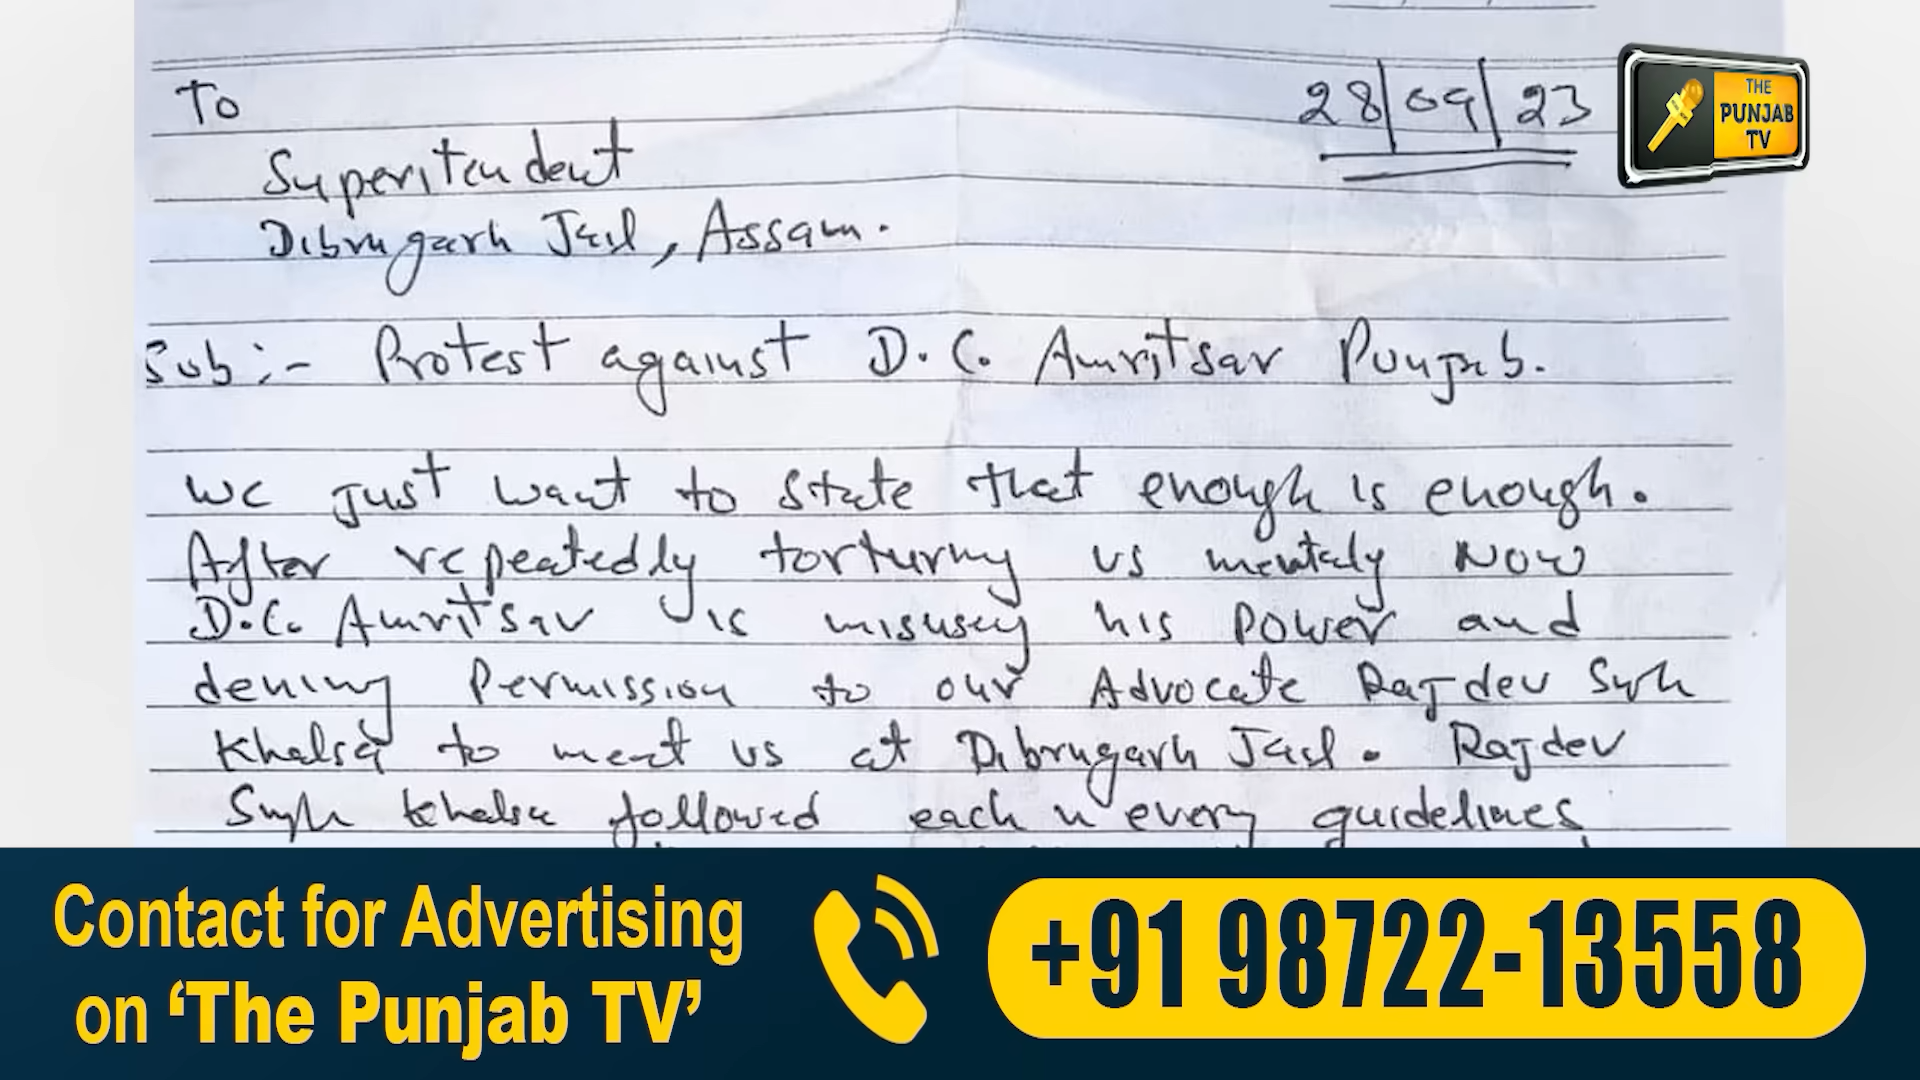 To
28/09/23
THE
PUNJAB
TV
Superitendent
Dibrugarh Jail, Assam.
Sub:- Protest against D.C. Amritsar Punjab.
We just want to state that enough is enough.
After repeatedly torturing us mentaly Now
D.C. Amritsar is misusing his power and
dening Permission to our Advocate Rajdev Singh
Khalsa to meet us at Dibrugarh Jail. Rajdev
Singh Khalsa followed each n every guidelines
Contact for Advertising
on ‘The Punjab TV’
+91 98722-13558